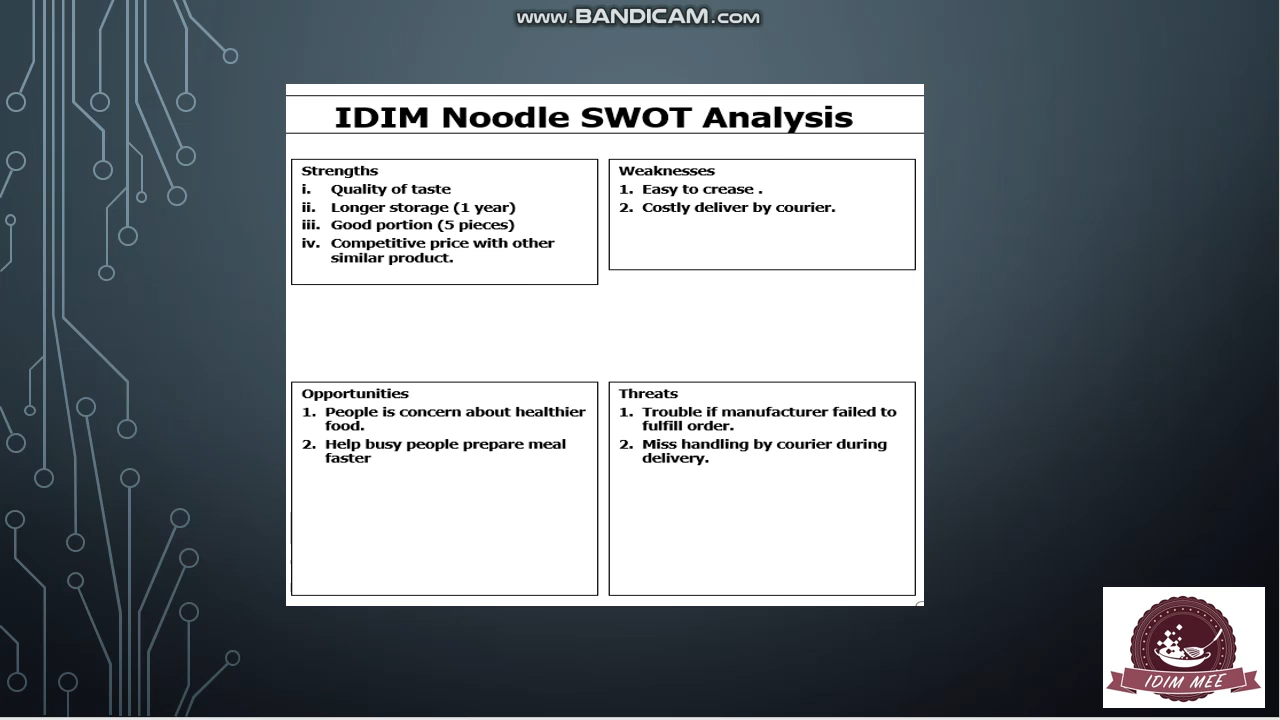 www.BANDICAM.com
IDIM Noodle SWOT Analysis
Strengths
i. Quality of taste
ii. Longer storage (1 year)
iii. Good portion (5 pieces)
iv. Competitive price with other
similar product.
Weaknesses
1. Easy to crease .
2. Costly deliver by courier.
Opportunities
1. People is concern about healthier
food.
2. Help busy people prepare meal
faster
Threats
1. Trouble if manufacturer failed to
fulfill order.
2. Miss handling by courier during
delivery.
IDIM MEE